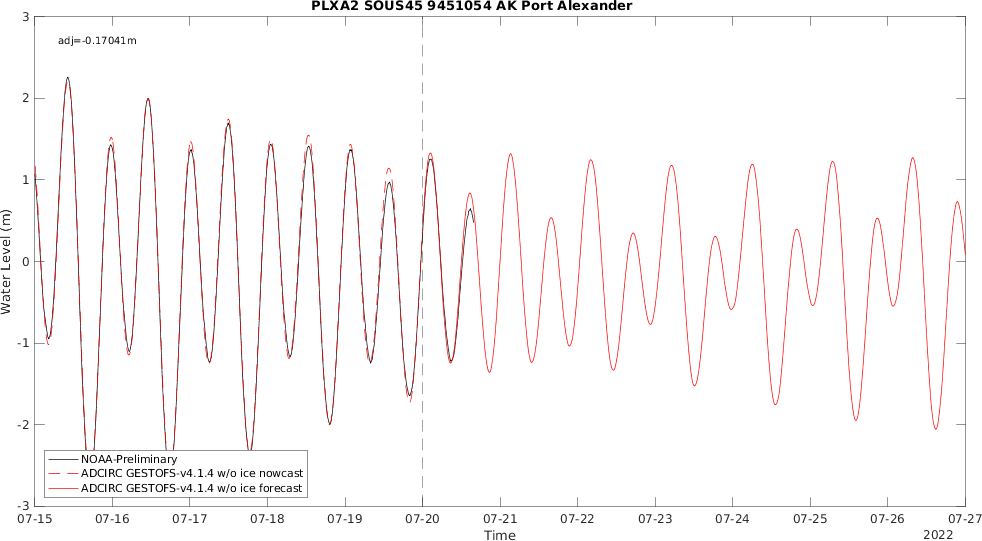 PLXA2 SOUS45 9451054 AK Port Alexander
adj=-0.17041m
Water Level (m)
3
2
1
0
-1
-2
-3
NOAA-Preliminary
ADCIRC GESTOFS-v4.1.4 w/o ice nowcast
ADCIRC GESTOFS-v4.1.4 w/o ice forecast
07-15 07-16 07-17 07-18 07-19 07-20 07-21 07-22 07-23 07-24 07-25 07-26 07-27
Time
2022